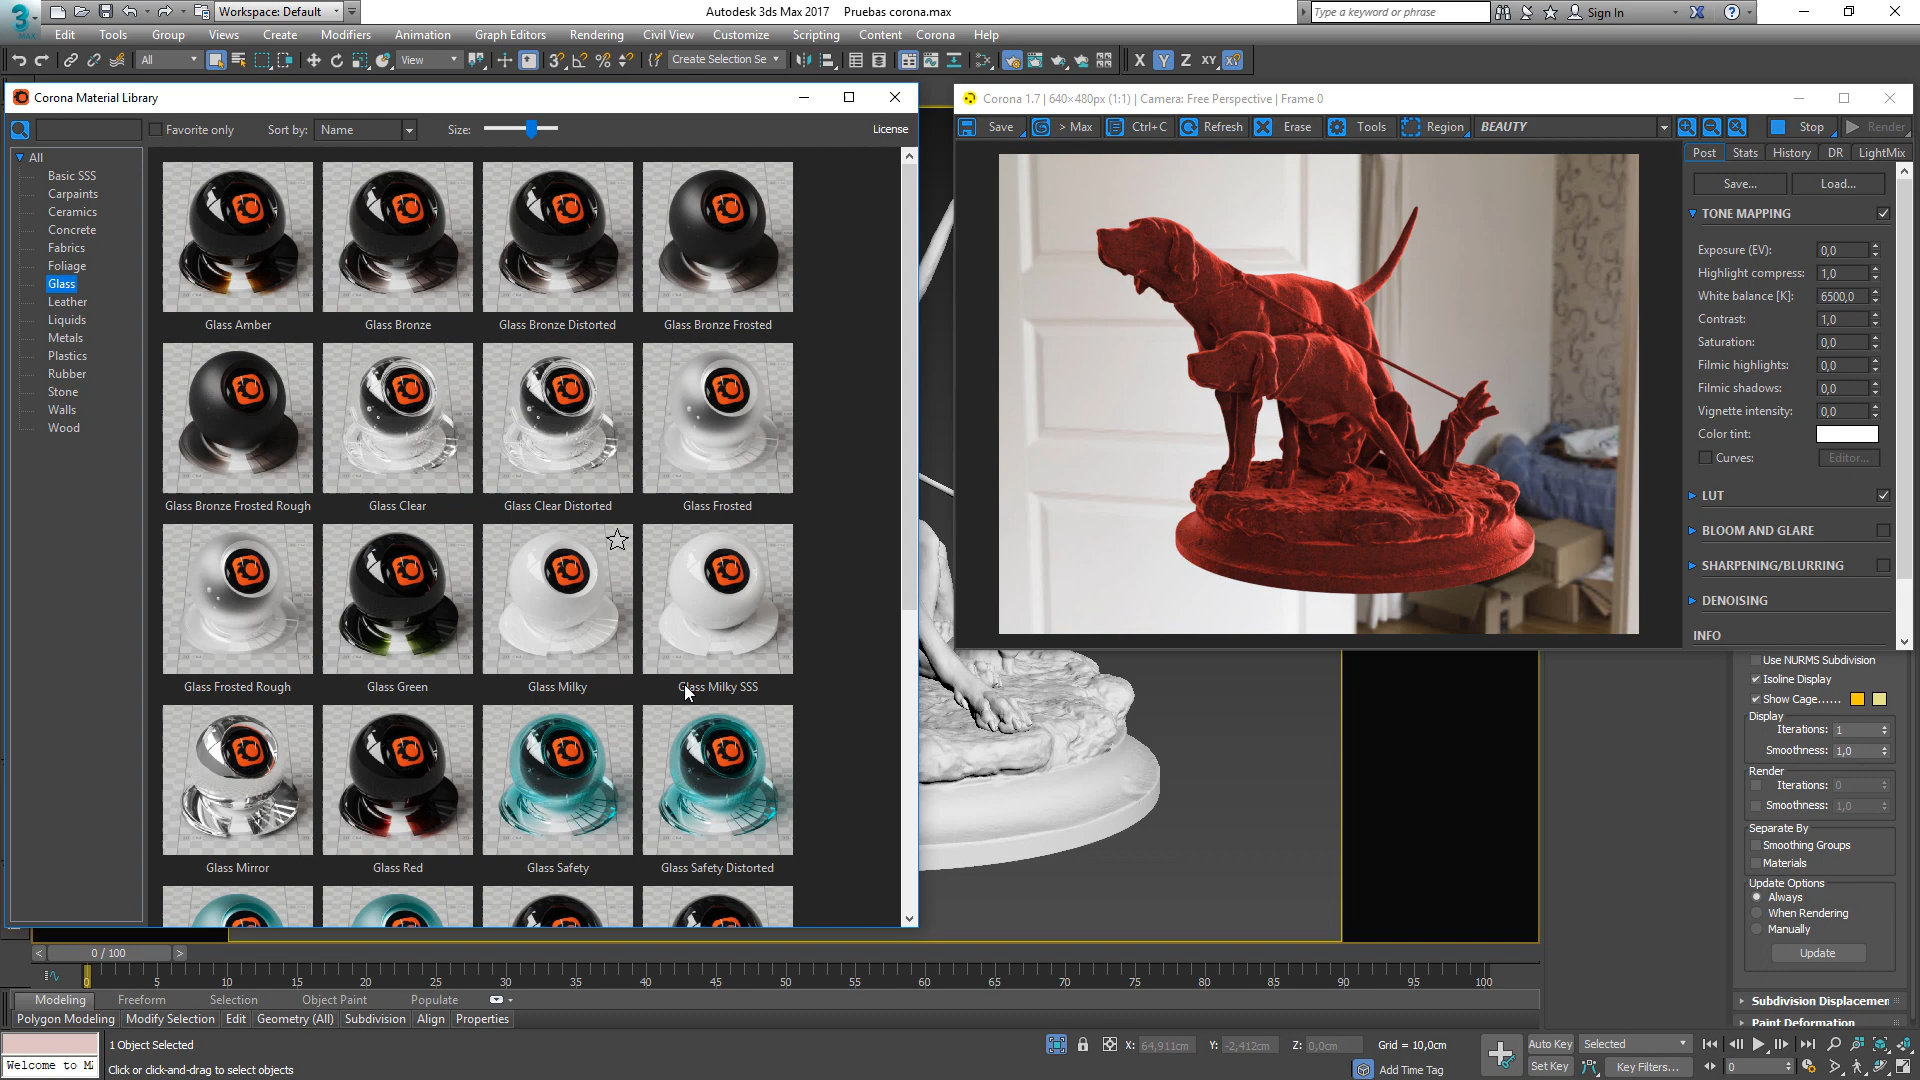 Workspace: Default
Autodesk 3ds Max 2017 Pruebas corona.max
Type a keyword or phrase
Sign In
3
MAX
Edit Tools Group Views Create Modifiers Animation Graph Editors Rendering Civil View Customize Scripting Content Corona Help
All View Create Selection Se X Y Z XY
Corona Material Library
Favorite only Sort by: Name Size: License
All
Basic SSS
Carpaints
Ceramics
Concrete
Fabrics
Foliage
Glass
Leather
Liquids
Metals
Plastics
Rubber
Stone
Walls
Wood
Glass Amber Glass Bronze Glass Bronze Distorted Glass Bronze Frosted
Glass Bronze Frosted Rough Glass Clear Glass Clear Distorted Glass Frosted
Glass Frosted Rough Glass Green Glass Milky Glass Milky SSS
Glass Mirror Glass Red Glass Safety Glass Safety Distorted
Corona 1.7 | 640×480px (1:1) | Camera: Free Perspective | Frame 0
Save > Max Ctrl+C Refresh Erase Tools Region BEAUTY Stop Render
Post Stats History DR LightMix
Save... Load...
TONE MAPPING
Exposure (EV): 0,0
Highlight compress: 1,0
White balance [K]: 6500,0
Contrast: 1,0
Saturation: 0,0
Filmic highlights: 0,0
Filmic shadows: 0,0
Vignette intensity: 0,0
Color tint:
Curves: Editor...
LUT
BLOOM AND GLARE
SHARPENING/BLURRING
DENOISING
INFO
Use NURMS Subdivision
Isoline Display
Show Cage......
Display
Iterations: 1
Smoothness: 1,0
Render
Iterations: 0
Smoothness: 1,0
Separate By
Smoothing Groups
Materials
Update Options
Always
When Rendering
Manually
Update
Subdivision Displacemen
Paint Deformation
< 0 / 100 >
0 5 10 15 20 25 30 35 40 45 50 55 60 65 70 75 80 85 90 95 100
Modeling Freeform Selection Object Paint Populate
Polygon Modeling Modify Selection Edit Geometry (All) Subdivision Align Properties
1 Object Selected
Welcome to M
Click or click-and-drag to select objects
X: 64,911cm Y: -2,412cm Z: 0,0cm Grid = 10,0cm
Add Time Tag
Auto Key Selected
Set Key Key Filters... 0